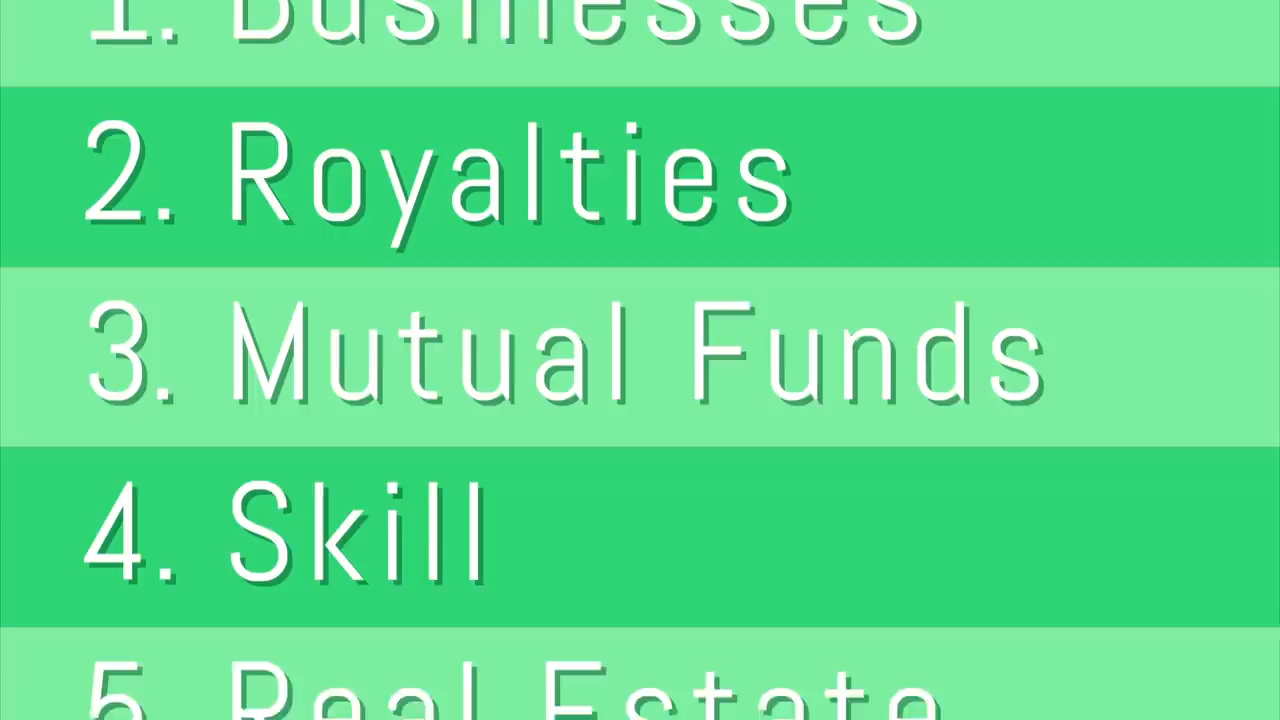 1. Businesses
2. Royalties
3. Mutual Funds
4. Skill
5. Real Estate